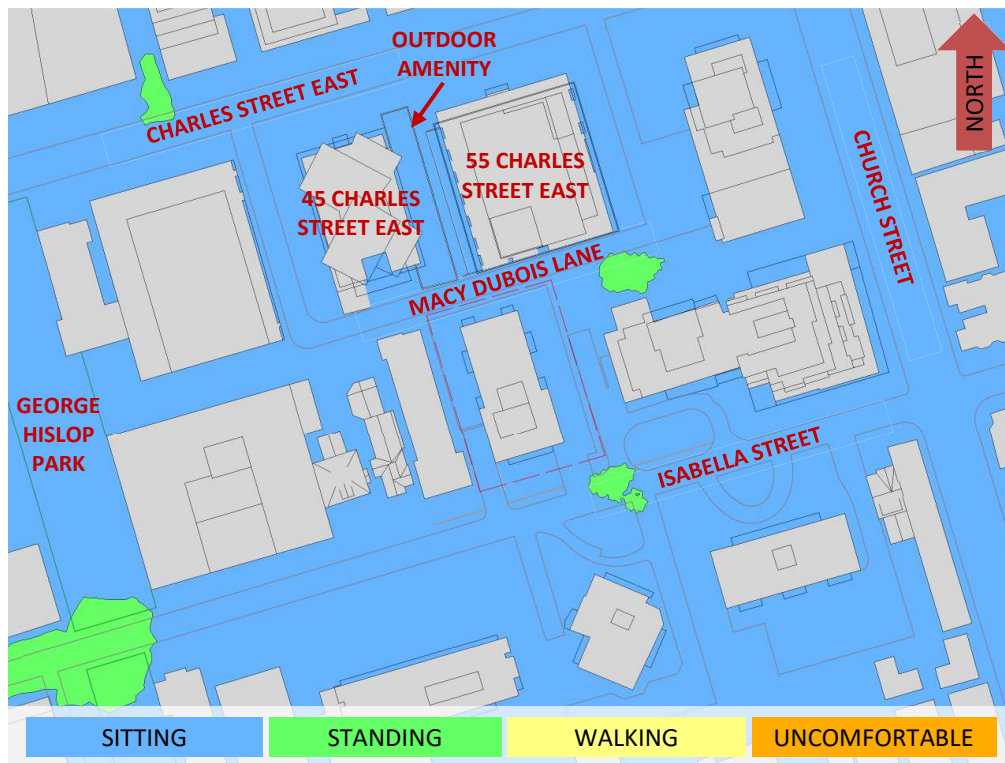 OUTDOOR
AMENITY
NORTH
CHARLES STREET EAST
CHURCH STREET
55 CHARLES
STREET EAST
45 CHARLES
STREET EAST
MACY DUBOIS LANE
GEORGE
HISLOP
PARK
ISABELLA STREET
SITTING
STANDING
WALKING
UNCOMFORTABLE